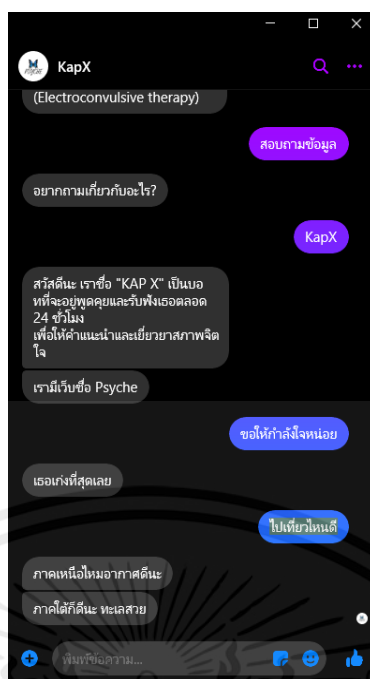 KapX
(Electroconvulsive therapy)
สอบถามข้อมูล
อยากถามเกี่ยวกับอะไร?
KapX
สวัสดีนะ เราชื่อ "KAP X" เป็นบอ
ทที่จะอยู่พูดคุยและรับฟังเธอตลอด
24 ชั่วโมง
เพื่อให้คำแนะนำและเยี่ยวยาสภาพจิต
ใจ
เรามีเว็บชื่อ Psyche
ขอให้กำลังใจหน่อย
เธอเก่งที่สุดเลย
ไปเที่ยวไหนดี
ภาคเหนือไหมอากาศดีนะ
ภาคใต้ก็ดีนะ ทะเลสวย
พิมพ์ข้อความ...